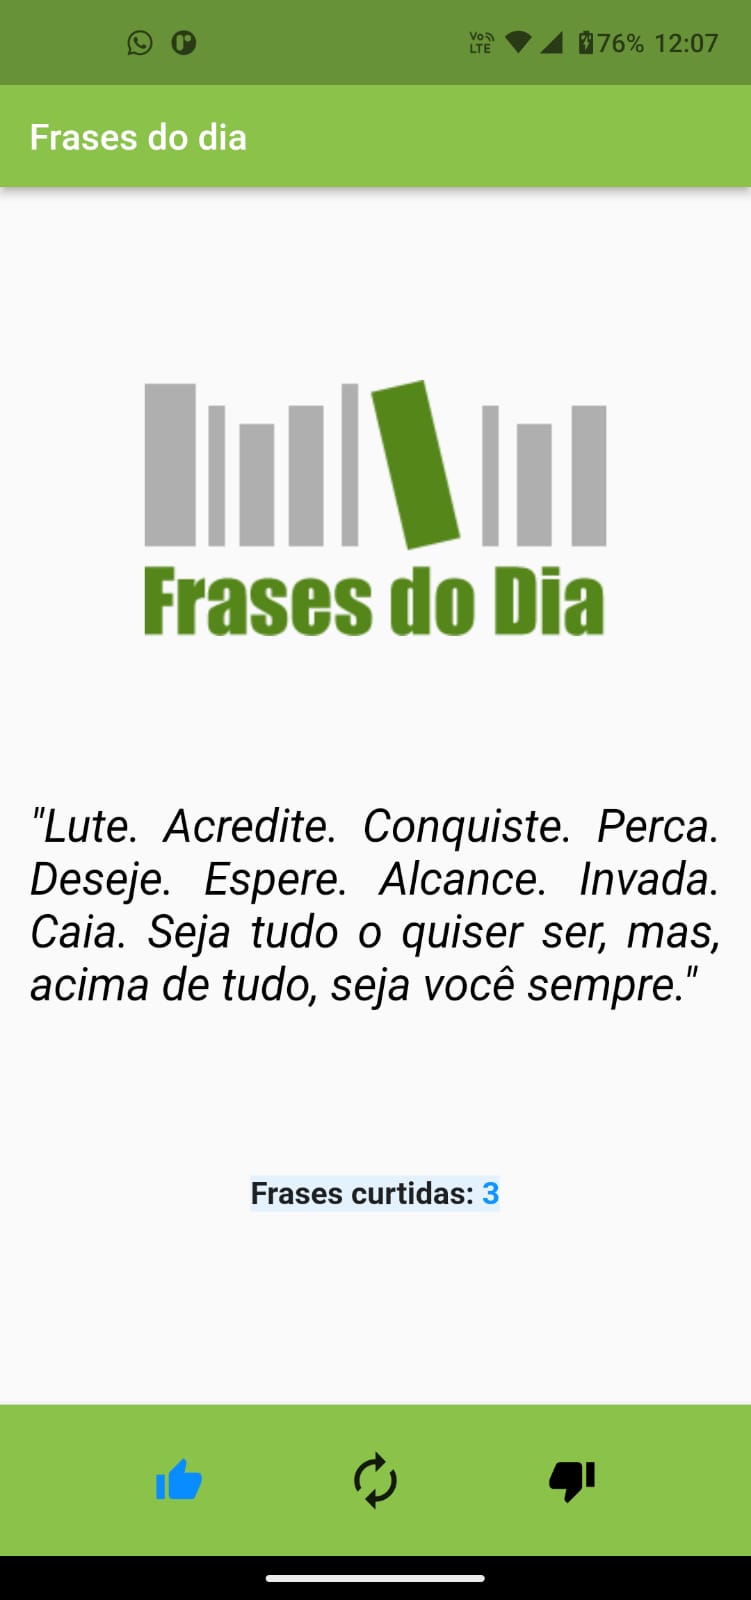 Vo LTE 76% 12:07
Frases do dia
Frases do Dia
"Lute. Acredite. Conquiste. Perca.
Deseje. Espere. Alcance. Invada.
Caia. Seja tudo o quiser ser, mas,
acima de tudo, seja você sempre."
Frases curtidas: 3